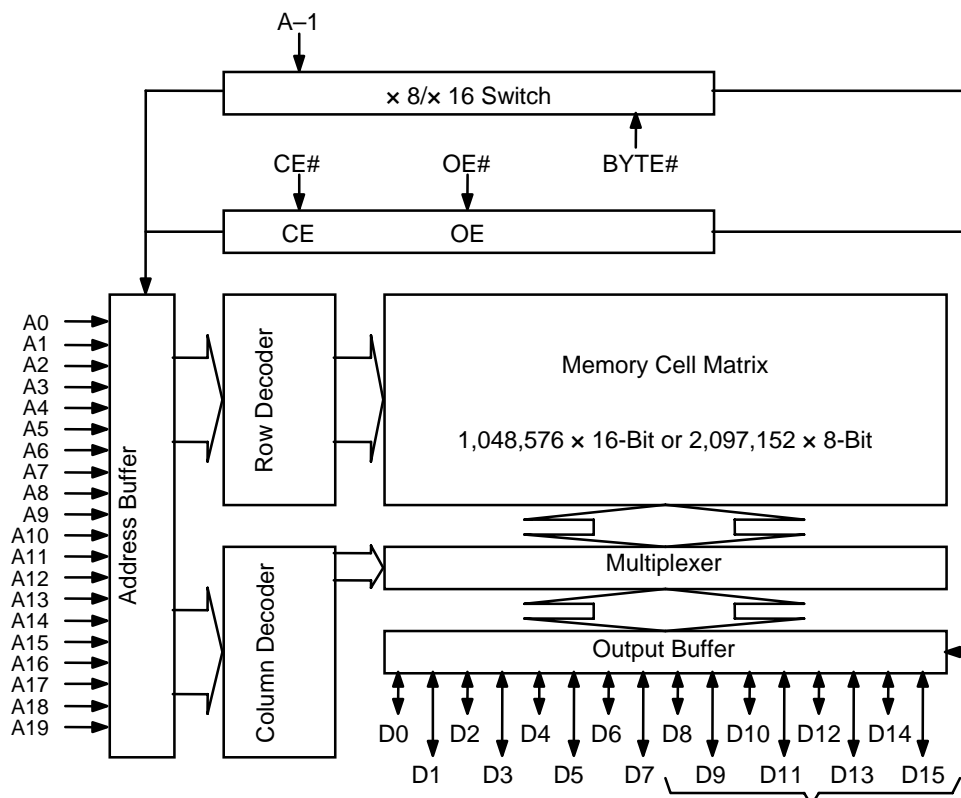 A–1
× 8/× 16 Switch
CE#
OE#
BYTE#
CE
OE
A0
A1
A2
A3
A4
A5
A6
A7
A8
A9
A10
A11
A12
A13
A14
A15
A16
A17
A18
A19
Address Buffer
Row Decoder
Memory Cell Matrix
1,048,576 × 16-Bit or 2,097,152 × 8-Bit
Column Decoder
Multiplexer
Output Buffer
D0
D2
D4
D6
D8
D10
D12
D14
D1
D3
D5
D7
D9
D11
D13
D15